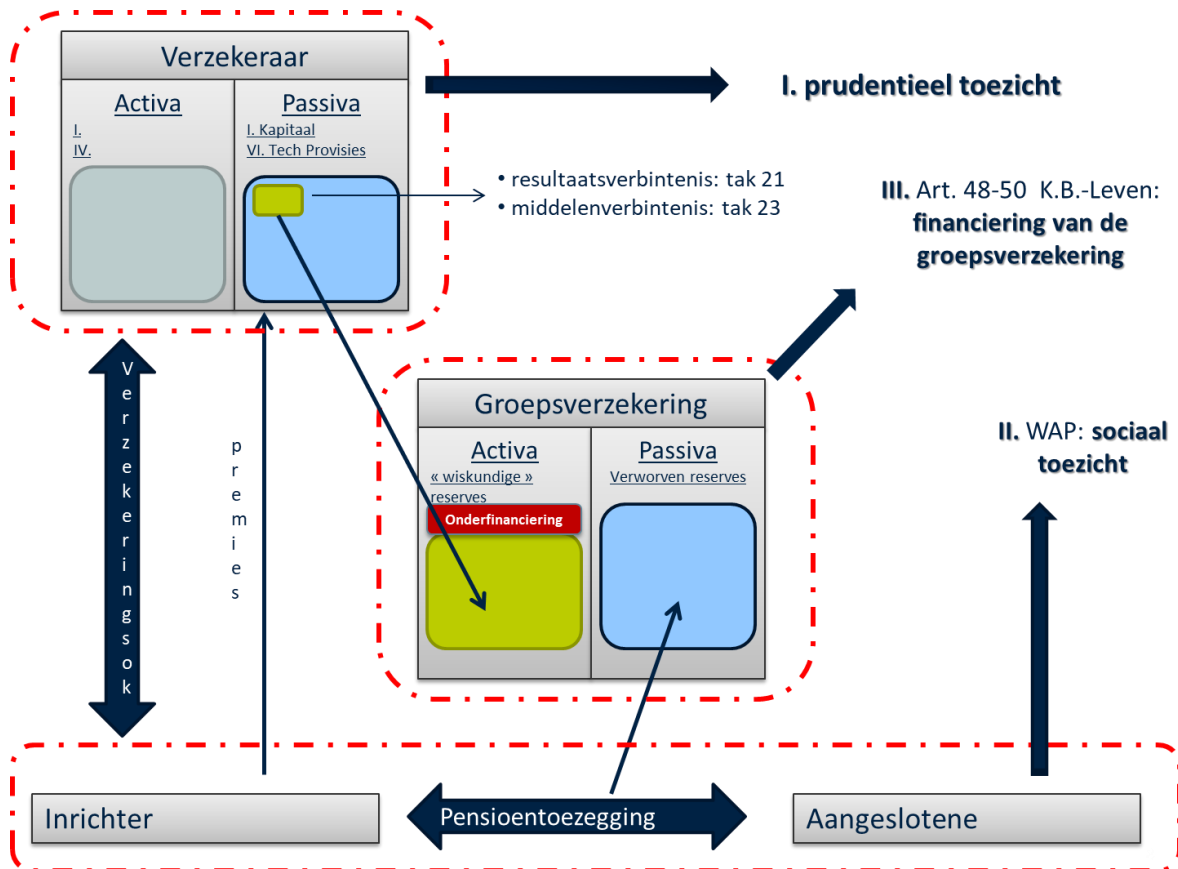 Verzekeraar
Activa
I.
IV.
Passiva
I. Kapitaal
VI. Tech Provisies
I. prudentieel toezicht
• resultaatsverbintenis: tak 21
• middelenverbintenis: tak 23
III. Art. 48-50 K.B.-Leven:
financiering van de
groepsverzekering
Verzekeringsok
premies
Groepsverzekering
Activa
« wiskundige »
reserves
Onderfinanciering
Passiva
Verworven reserves
II. WAP: sociaal
toezicht
Inrichter
Pensioentoezegging
Aangeslotene